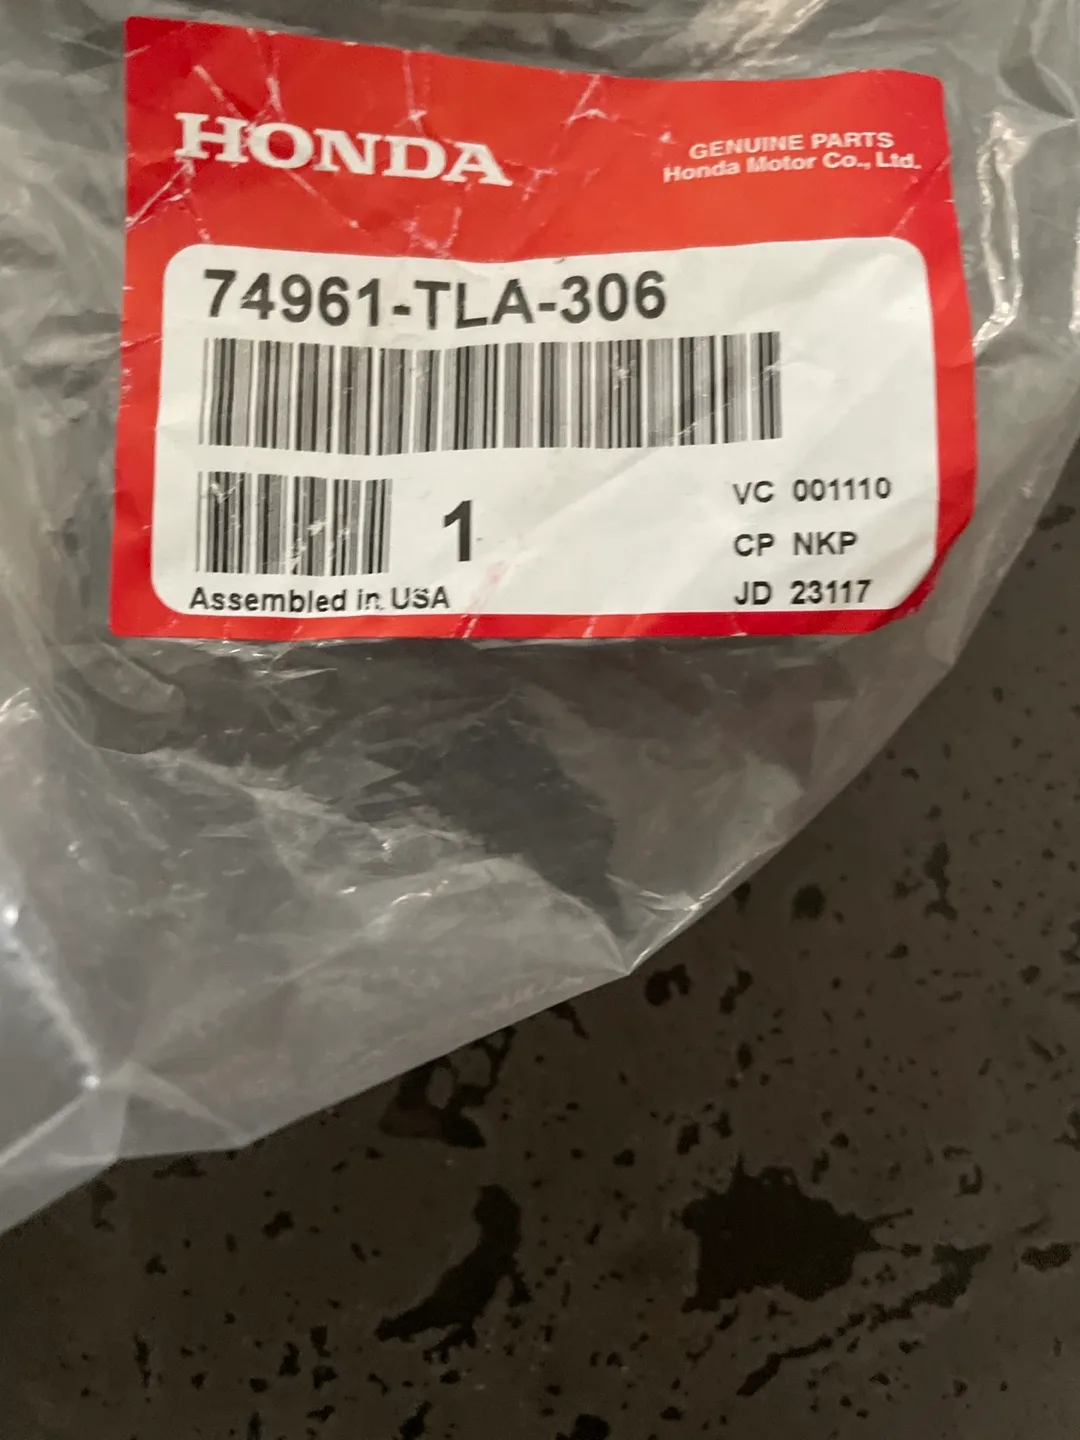 HONDA
GENUINE PARTS
Honda Motor Co., Ltd.
74961-TLA-306
1
VC 001110
CP NKP
JD 23117
Assembled in USA